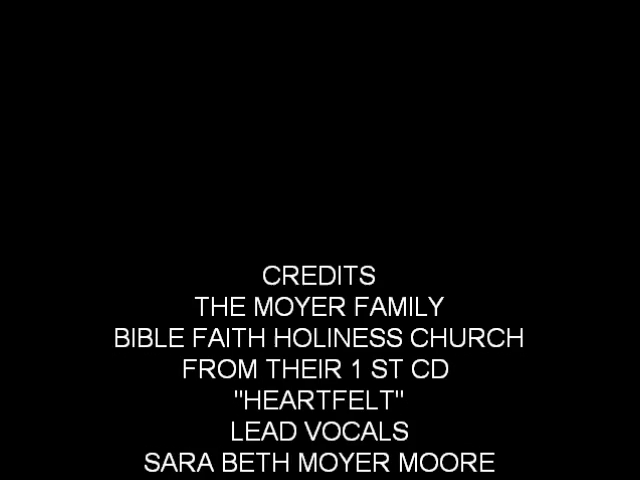 CREDITS
THE MOYER FAMILY
BIBLE FAITH HOLINESS CHURCH
FROM THEIR 1 ST CD
"HEARTFELT"
LEAD VOCALS
SARA BETH MOYER MOORE